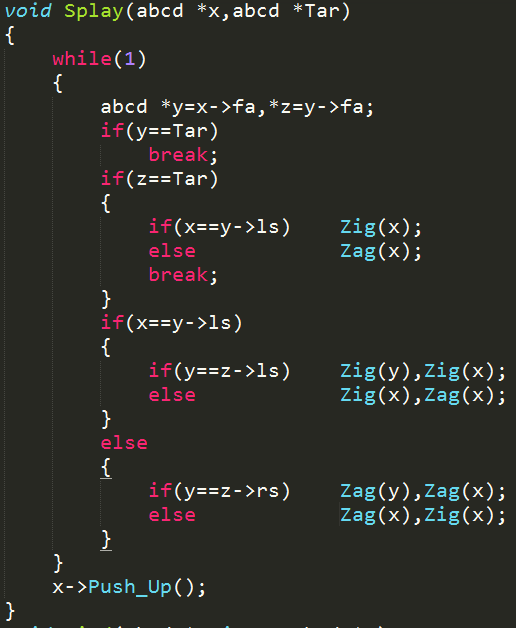 void Splay(abcd *x,abcd *Tar)
{
    while(1)
    {
        abcd *y=x->fa,*z=y->fa;
        if(y==Tar)
            break;
        if(z==Tar)
        {
            if(x==y->ls)    Zig(x);
            else            Zag(x);
            break;
        }
        if(x==y->ls)
        {
            if(y==z->ls)    Zig(y),Zig(x);
            else            Zig(x),Zag(x);
        }
        else
        {
            if(y==z->rs)    Zag(y),Zag(x);
            else            Zag(x),Zig(x);
        }
    }
    x->Push_Up();
}